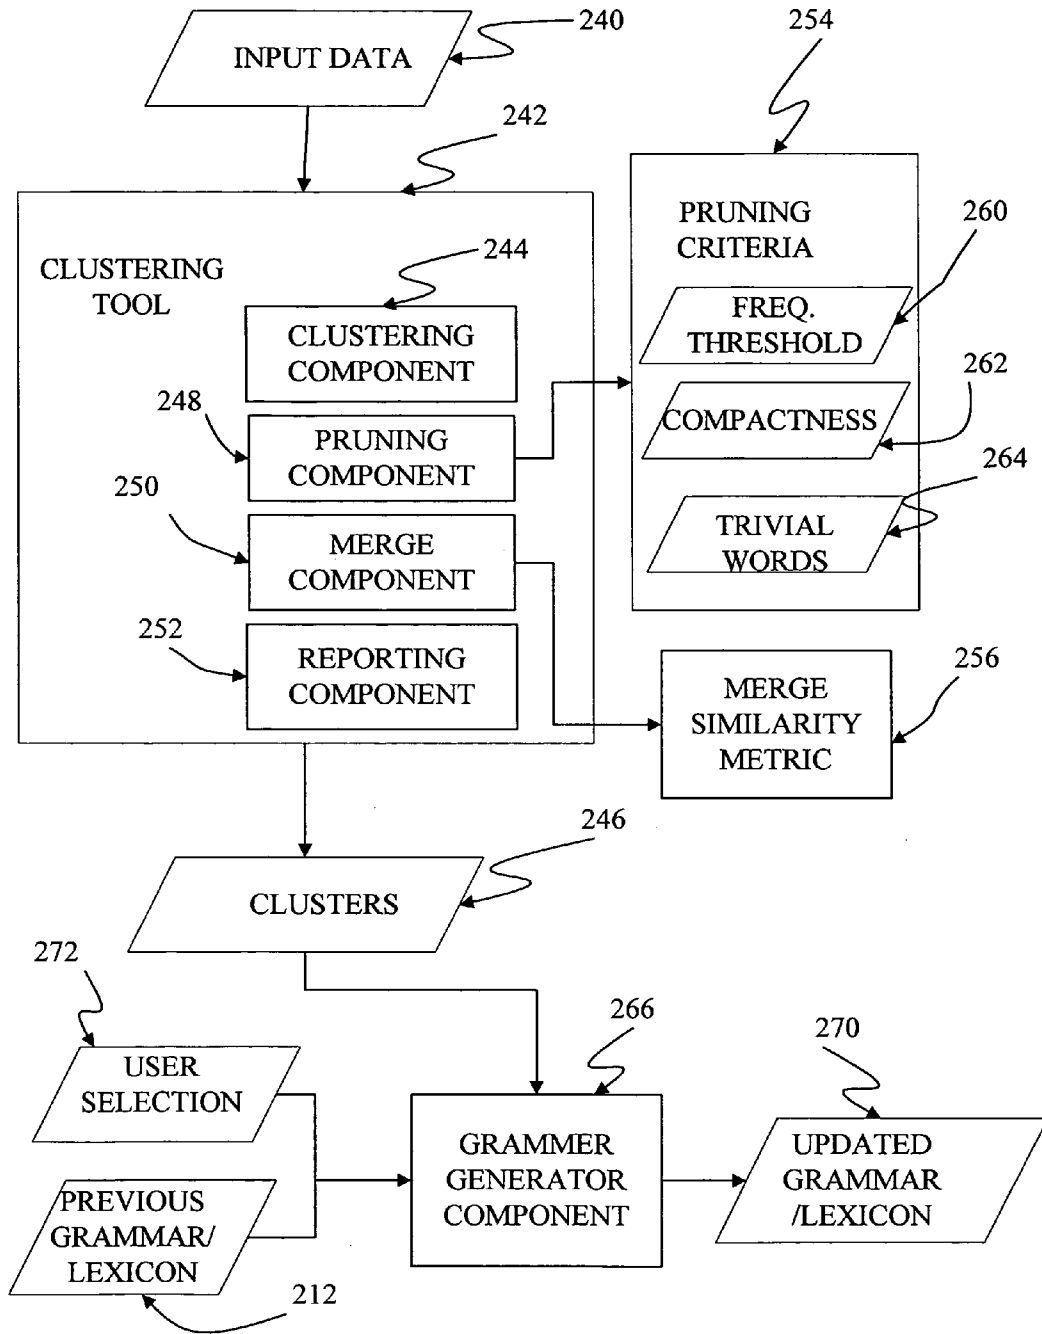 240
INPUT DATA
254
242
PRUNING
CRITERIA
260
244
CLUSTERING
TOOL
FREQ.
THRESHOLD
CLUSTERING
COMPONENT
262
248
COMPACTNESS
PRUNING
COMPONENT
264
250
TRIVIAL
WORDS
MERGE
COMPONENT
252
REPORTING
COMPONENT
256
MERGE
SIMILARITY
METRIC
246
CLUSTERS
272
266
270
USER
SELECTION
GRAMMER
GENERATOR
COMPONENT
UPDATED
GRAMMAR
/LEXICON
PREVIOUS
GRAMMAR/
LEXICON
212